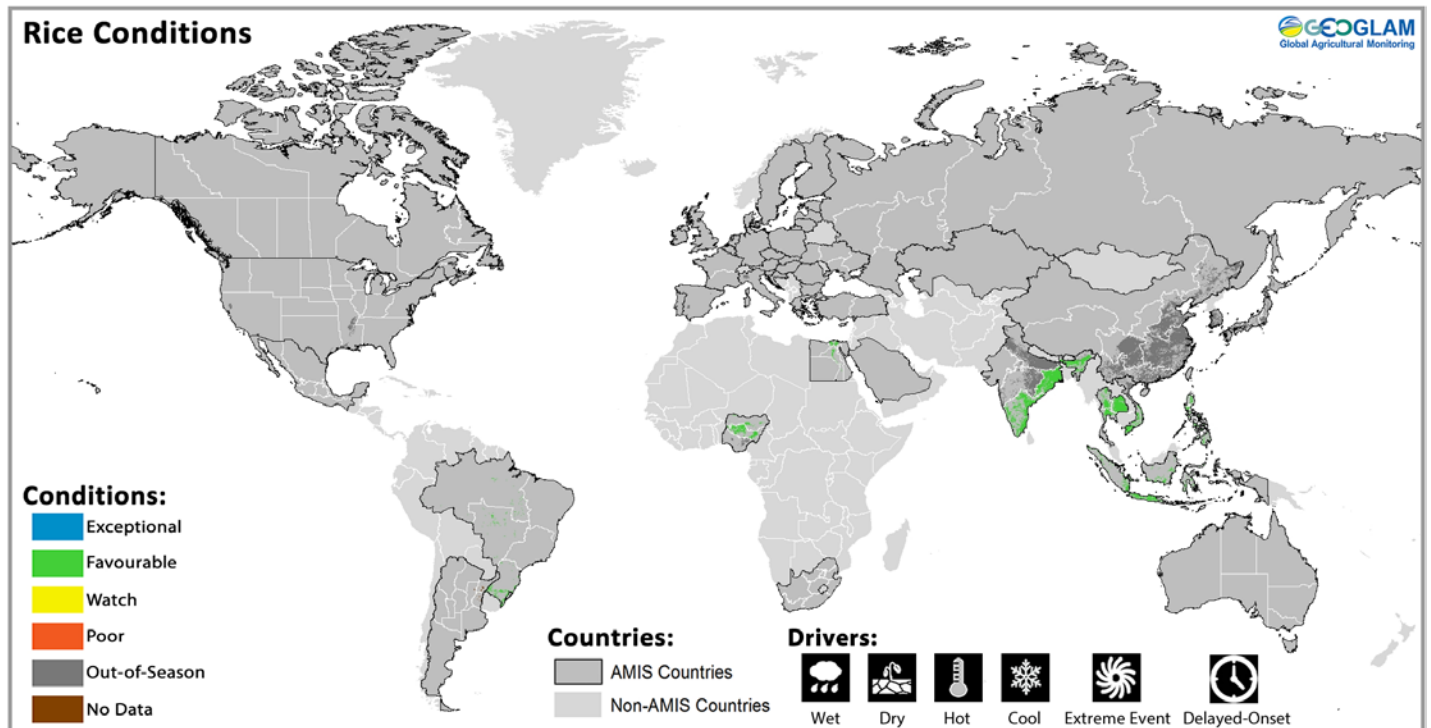 Rice Conditions
GEOGLAM
Global Agricultural Monitoring
Conditions:
Exceptional
Favourable
Watch
Poor
Out-of-Season
No Data
Countries:
AMIS Countries
Non-AMIS Countries
Drivers:
Wet
Dry
Hot
Cool
Extreme Event
Delayed-Onset